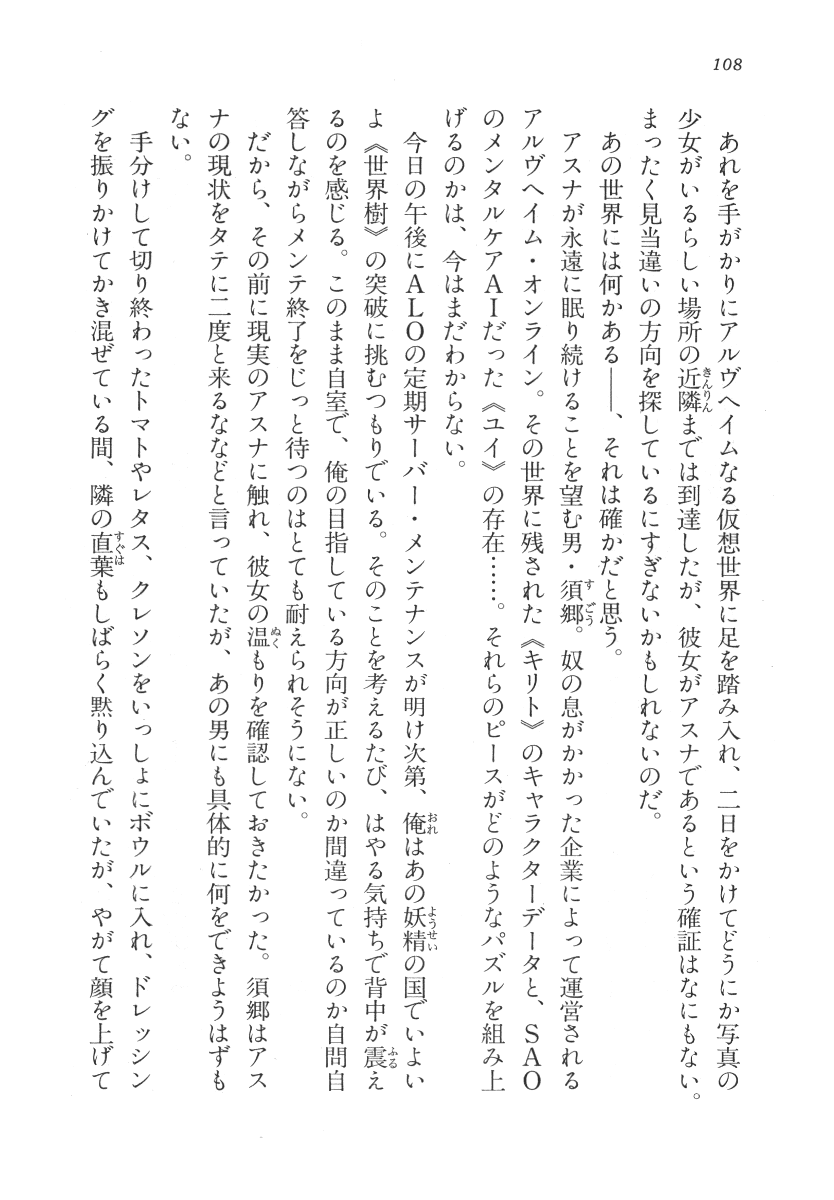 108
あれを手がかりにアルヴヘイムなる仮想世界に足を踏み入れ、二日をかけてどうにか写真の
少女がいるらしい場所の近隣までは到達したが、彼女がアスナであるという確証はなにもない。
まったく見当違いの方向を探しているにすぎないかもしれないのだ。
あの世界には何かある――、それは確かだと思う。
アスナが永遠に眠り続けることを望む男・須郷。奴の息がかかった企業によって運営される
アルヴヘイム・オンライン。その世界に残された《キリト》のキャラクターデータと、ＳＡＯ
のメンタルケアＡＩだった《ユイ》の存在……。それらのピースがどのようなパズルを組み上
げるのかは、今はまだわからない。
今日の午後にＡＬＯの定期サーバー・メンテナンスが明け次第、俺はあの妖精の国でいよい
よ《世界樹》の突破に挑むつもりでいる。そのことを考えるたび、はやる気持ちで背中が震え
るのを感じる。このまま自室で、俺の目指している方向が正しいのか間違っているのか自問自
答しながらメンテ終了をじっと待つのはとても耐えられそうにない。
だから、その前に現実のアスナに触れ、彼女の温もりを確認しておきたかった。須郷はアス
ナの現状をタテに二度と来るななどと言っていたが、あの男にも具体的に何をできようはずも
ない。
手分けして切り終わったトマトやレタス、クレソンをいっしょにボウルに入れ、ドレッシン
グを振りかけてかき混ぜている間、隣の直葉もしばらく黙り込んでいたが、やがて顔を上げて